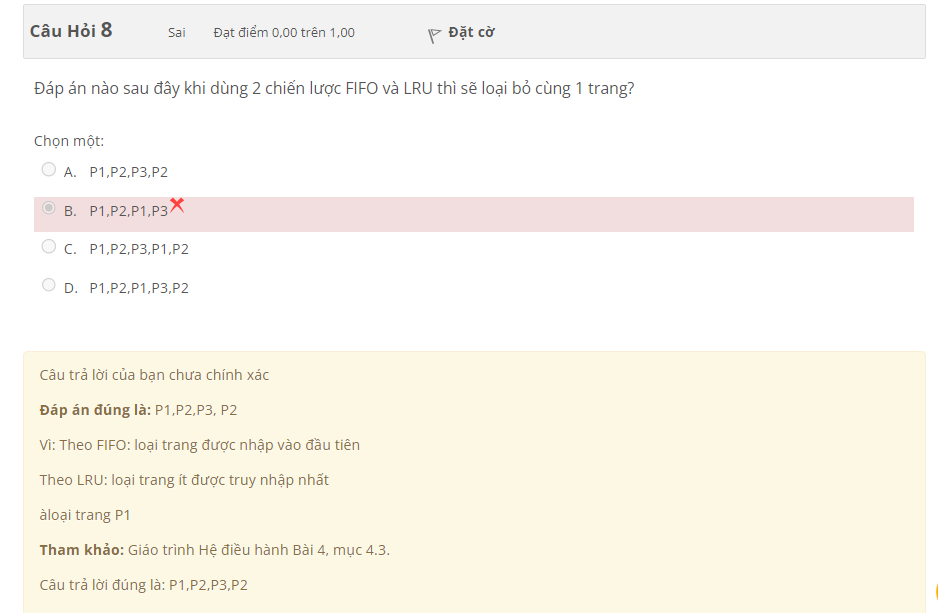 Câu Hỏi 8 Sai Đạt điểm 0,00 trên 1,00 Đặt cờ
Đáp án nào sau đây khi dùng 2 chiến lược FIFO và LRU thì sẽ loại bỏ cùng 1 trang?
Chọn một:
A. P1,P2,P3,P2
B. P1,P2,P1,P3
C. P1,P2,P3,P1,P2
D. P1,P2,P1,P3,P2
Câu trả lời của bạn chưa chính xác
Đáp án đúng là: P1,P2,P3, P2
Vì: Theo FIFO: loại trang được nhập vào đầu tiên
Theo LRU: loại trang ít được truy nhập nhất
àloại trang P1
Tham khảo: Giáo trình Hệ điều hành Bài 4, mục 4.3.
Câu trả lời đúng là: P1,P2,P3,P2